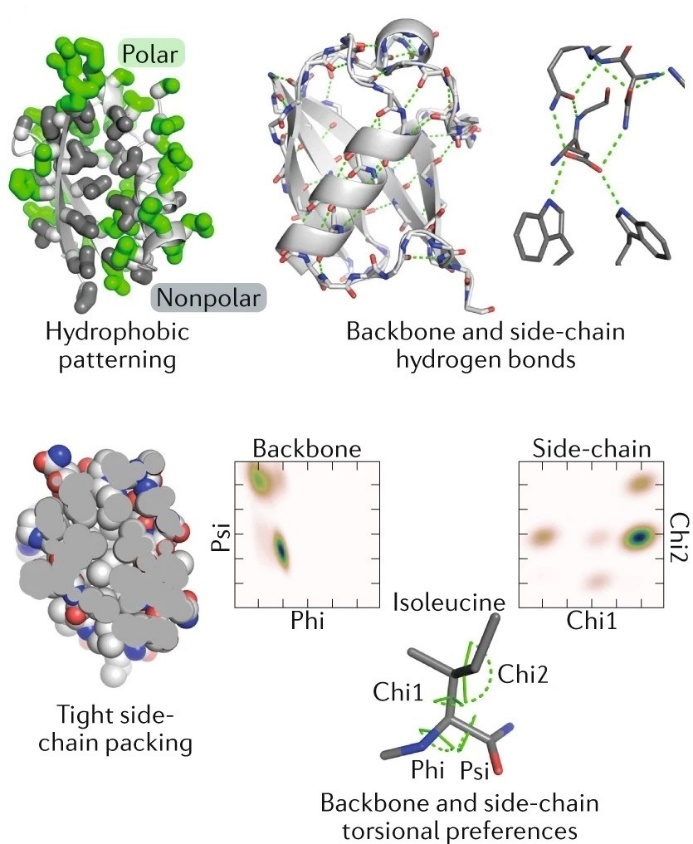 Polar
Nonpolar
Hydrophobic
patterning
Backbone and side-chain
hydrogen bonds
Backbone
Side-chain
Psi
Chi2
Phi
Chi1
Isoleucine
Chi1
Chi2
Phi
Psi
Tight side-
chain packing
Backbone and side-chain
torsional preferences